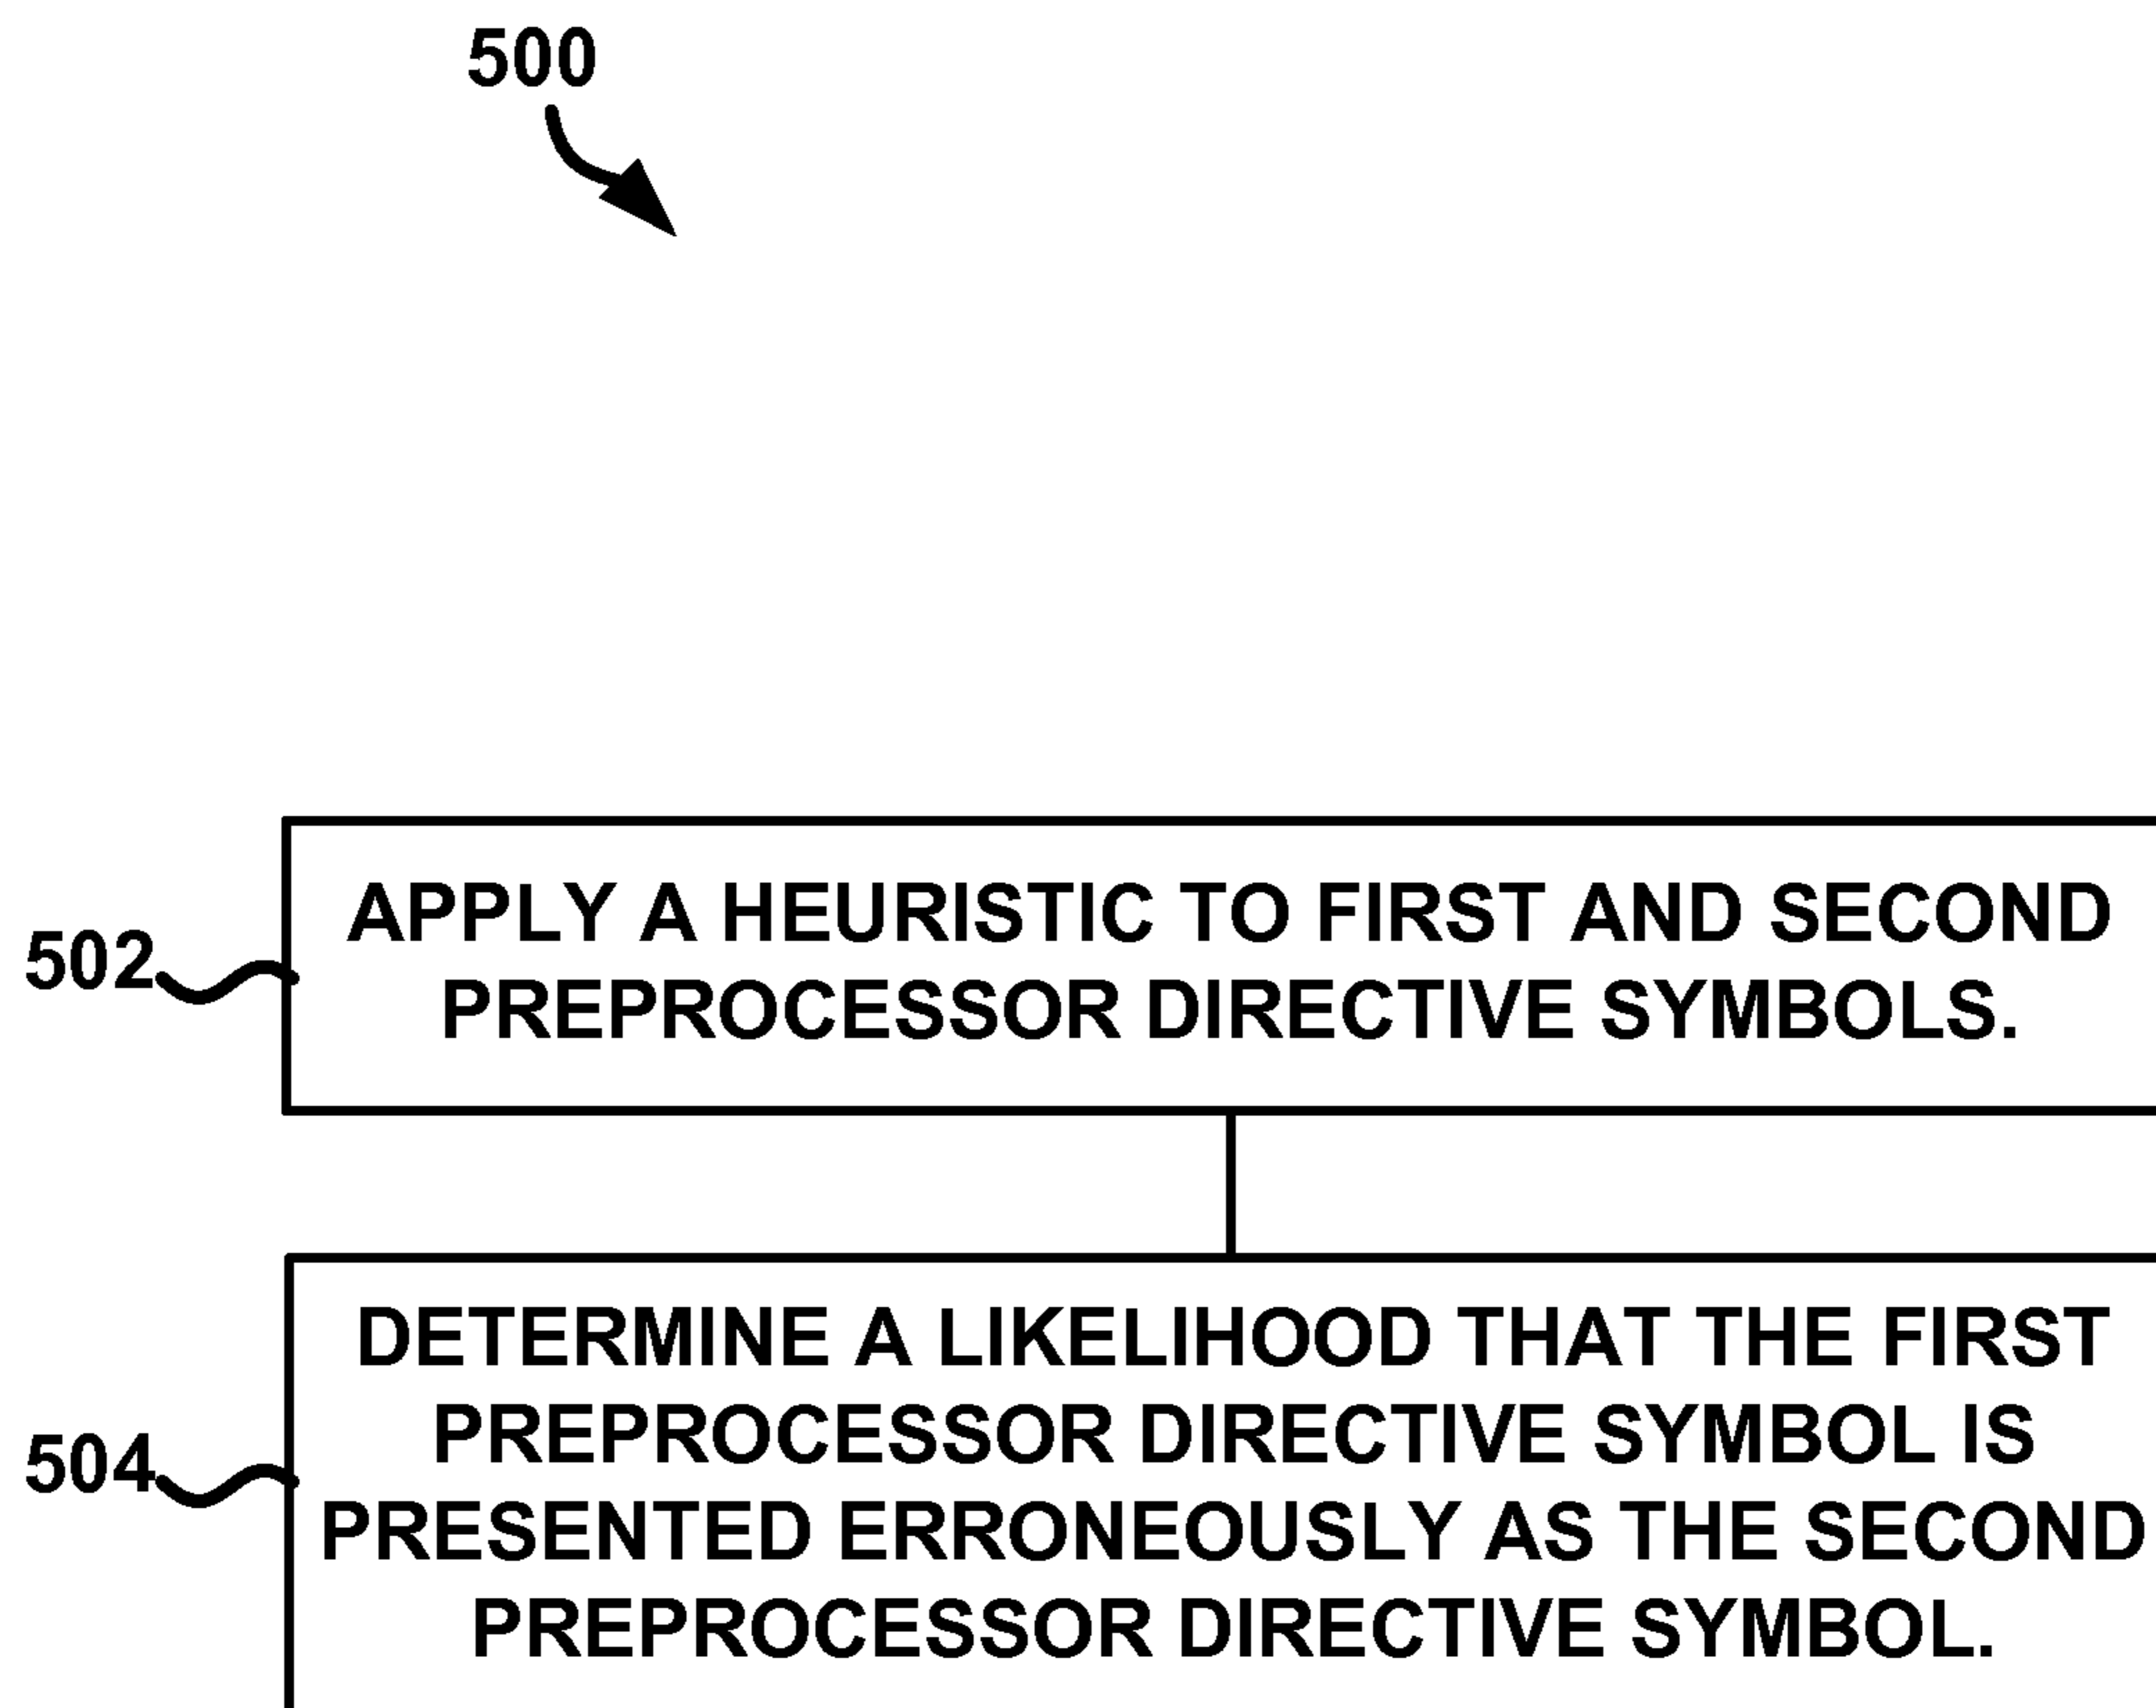 500
APPLY A HEURISTIC TO FIRST AND SECOND
502
PREPROCESSOR DIRECTIVE SYMBOLS.
DETERMINE A LIKELIHOOD THAT THE FIRST
PREPROCESSOR DIRECTIVE SYMBOL IS
504
PRESENTED ERRONEOUSLY AS THE SECOND
PREPROCESSOR DIRECTIVE SYMBOL.